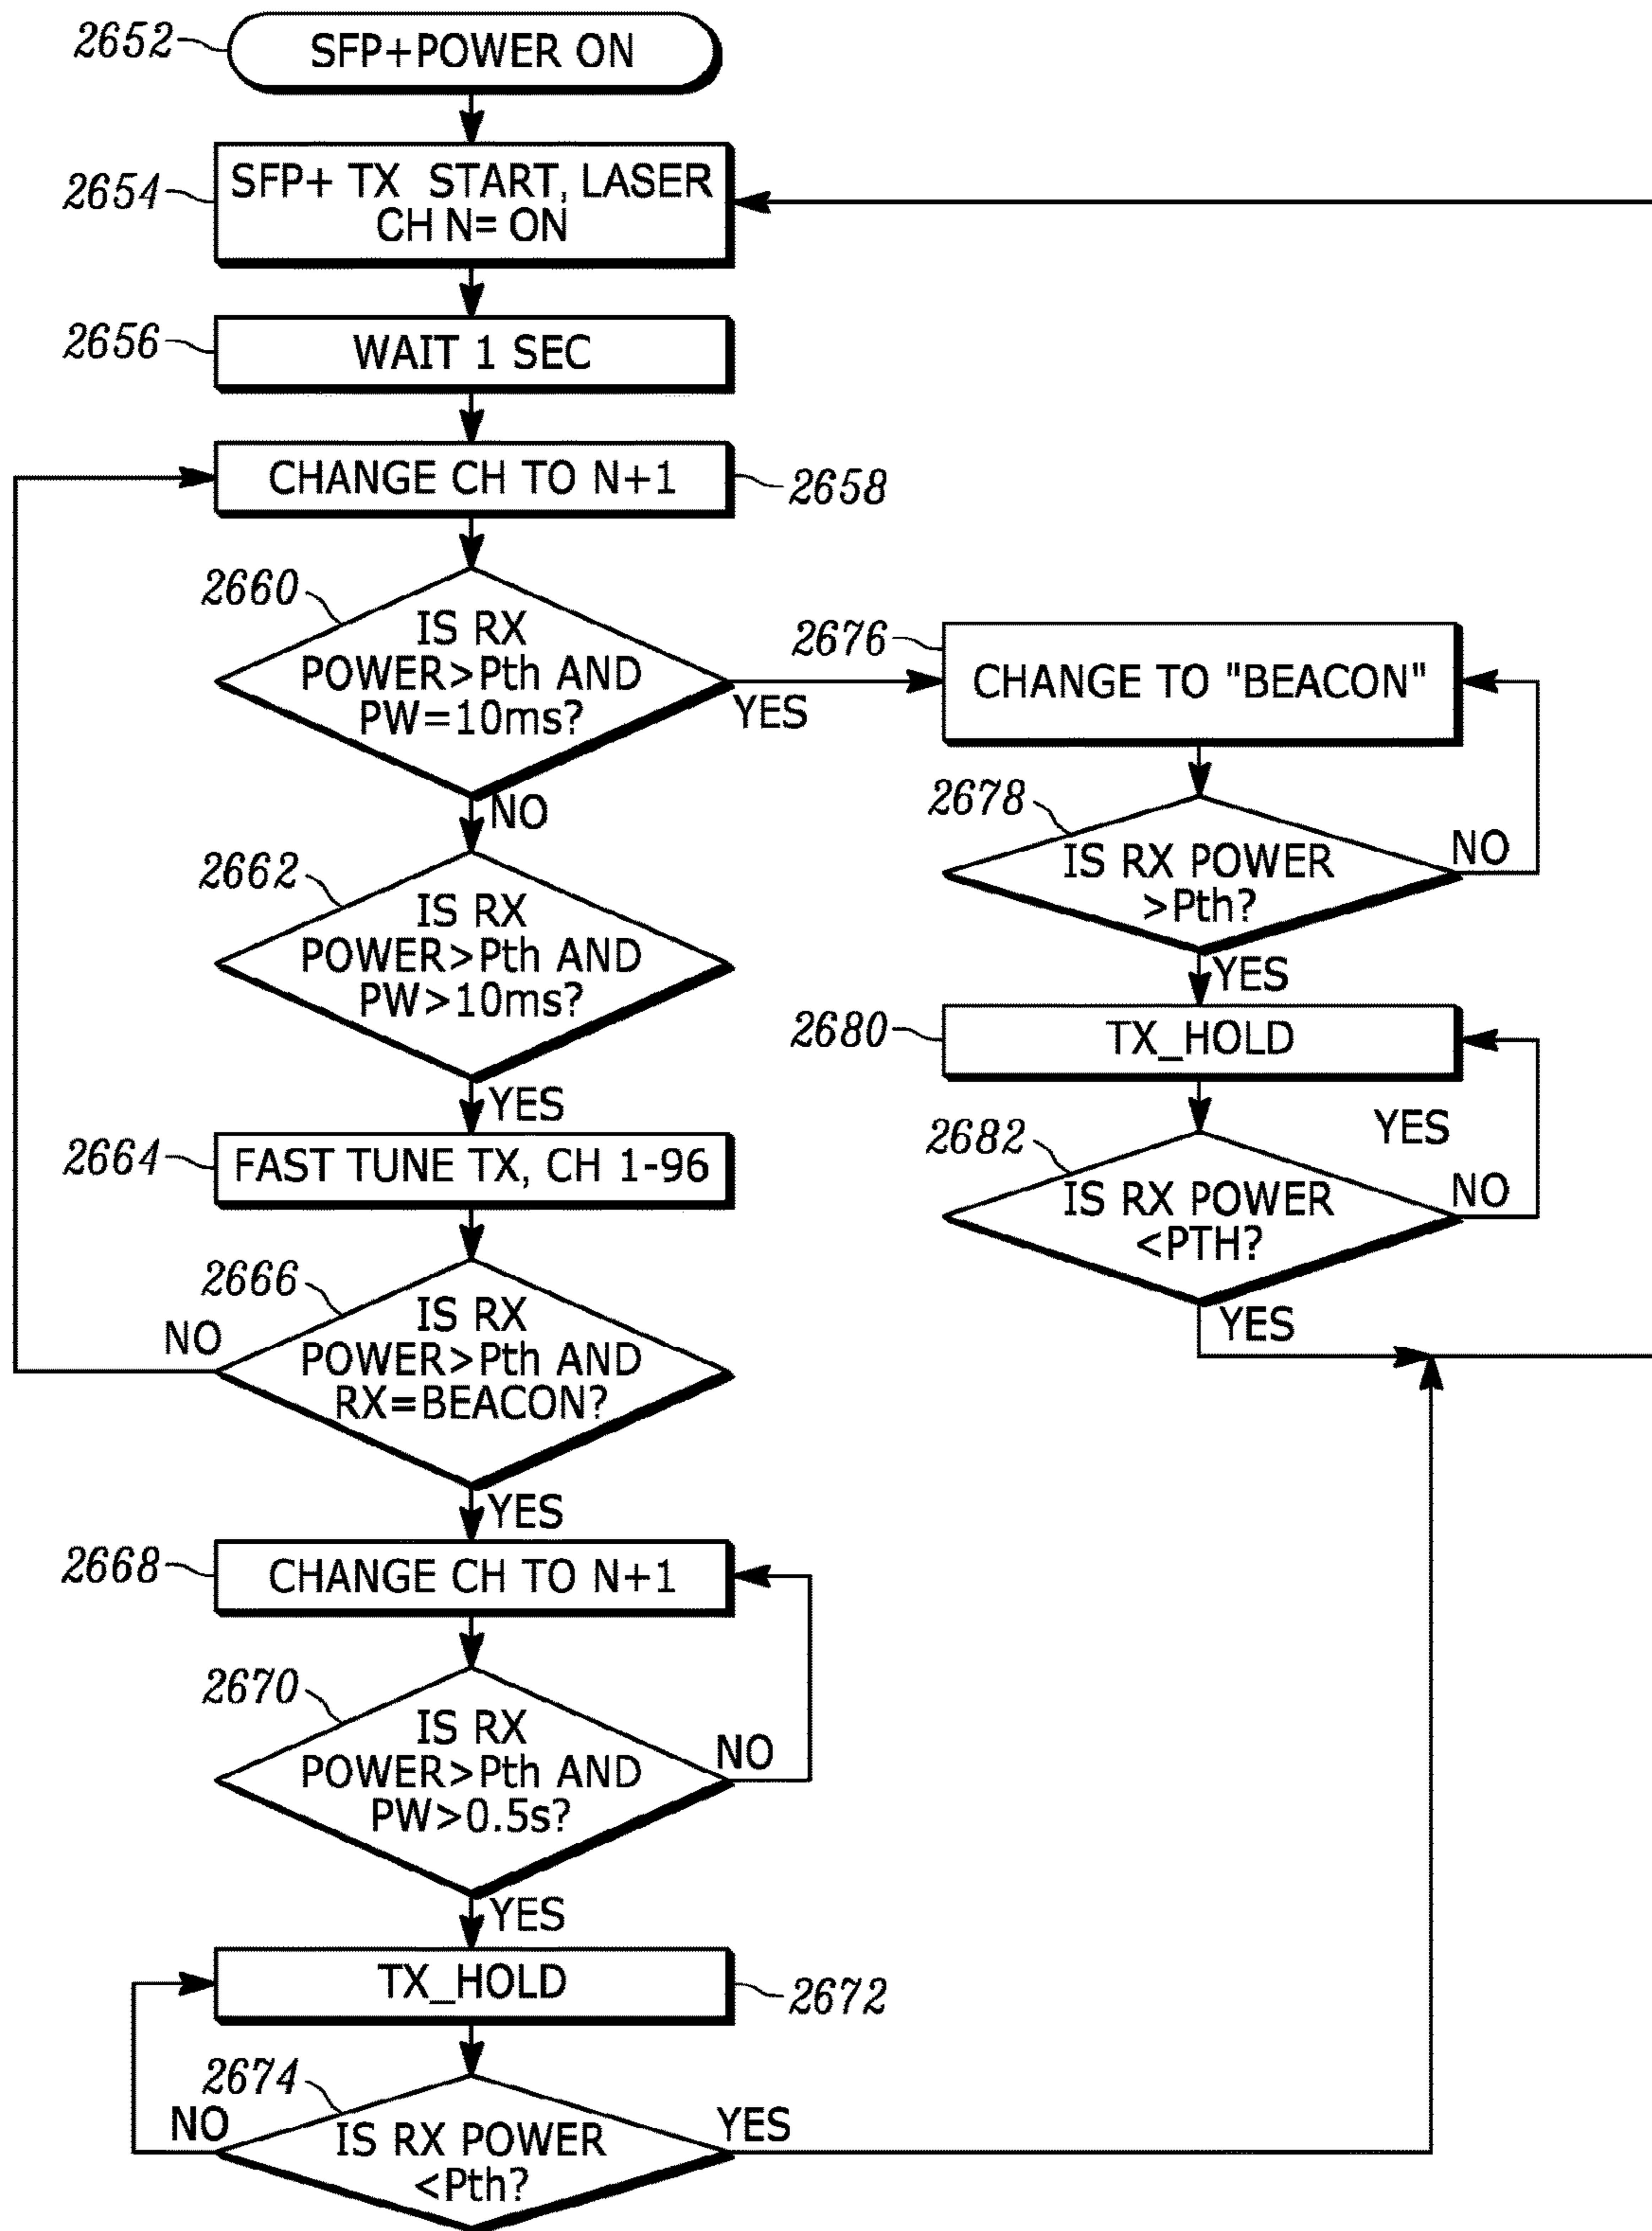 2652
SFP+POWER ON
2654
SFP+ TX START, LASER
CH N= ON
2656
WAIT 1 SEC
CHANGE CH TO N+1
2658
2660
IS RX
POWER>Pth AND
PW=10ms?
YES
NO
2676
CHANGE TO "BEACON"
2678
IS RX POWER
>Pth?
NO
YES
2662
IS RX
POWER>Pth AND
PW>10ms?
YES
2680
TX_HOLD
YES
2682
IS RX POWER
<PTH?
NO
YES
2664
FAST TUNE TX, CH 1-96
2666
IS RX
POWER>Pth AND
RX=BEACON?
NO
YES
2668
CHANGE CH TO N+1
2670
IS RX
POWER>Pth AND
PW>0.5s?
NO
YES
TX_HOLD
2672
2674
IS RX POWER
<Pth?
NO
YES